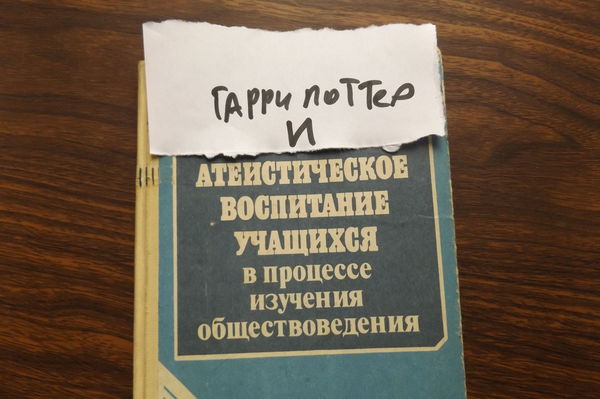 ГАРРИ ПОТТЕР
И
АТЕИСТИЧЕСКОЕ
ВОСПИТАНИЕ
УЧАЩИХСЯ
в процессе
изучения
обществоведения